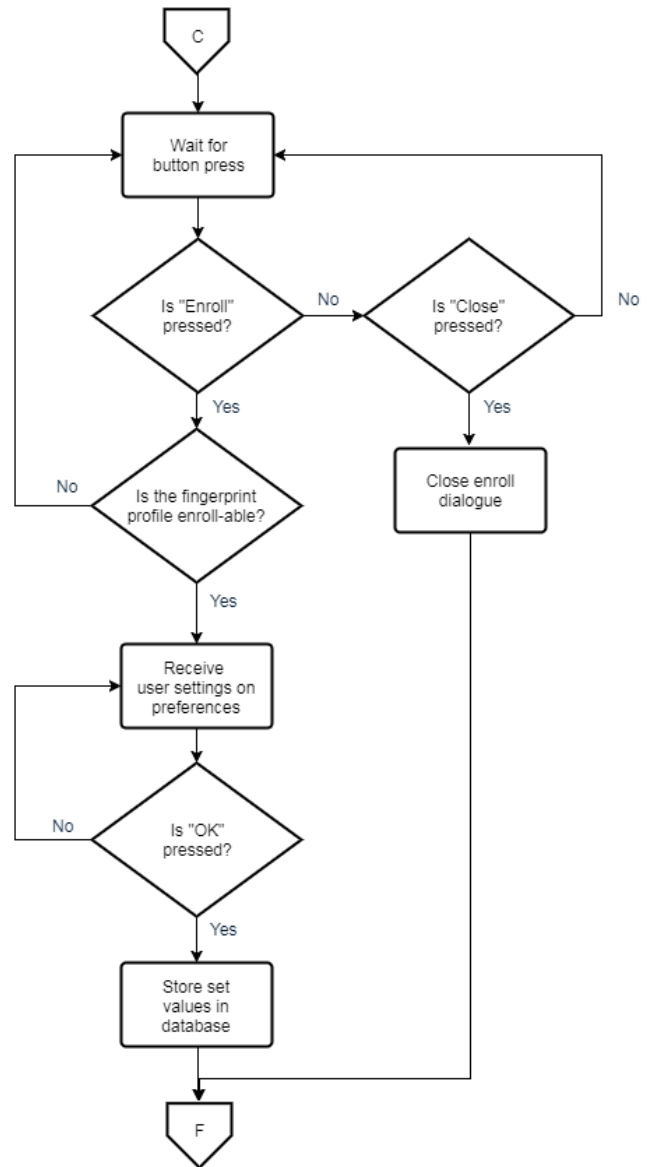 C
Wait for
button press
Is "Enroll"
pressed?
No
Is "Close"
pressed?
No
Yes
Yes
Is the fingerprint
profile enroll-able?
No
Close enroll
dialogue
Yes
Receive
user settings on
preferences
Is "OK"
pressed?
No
Yes
Store set
values in
database
F